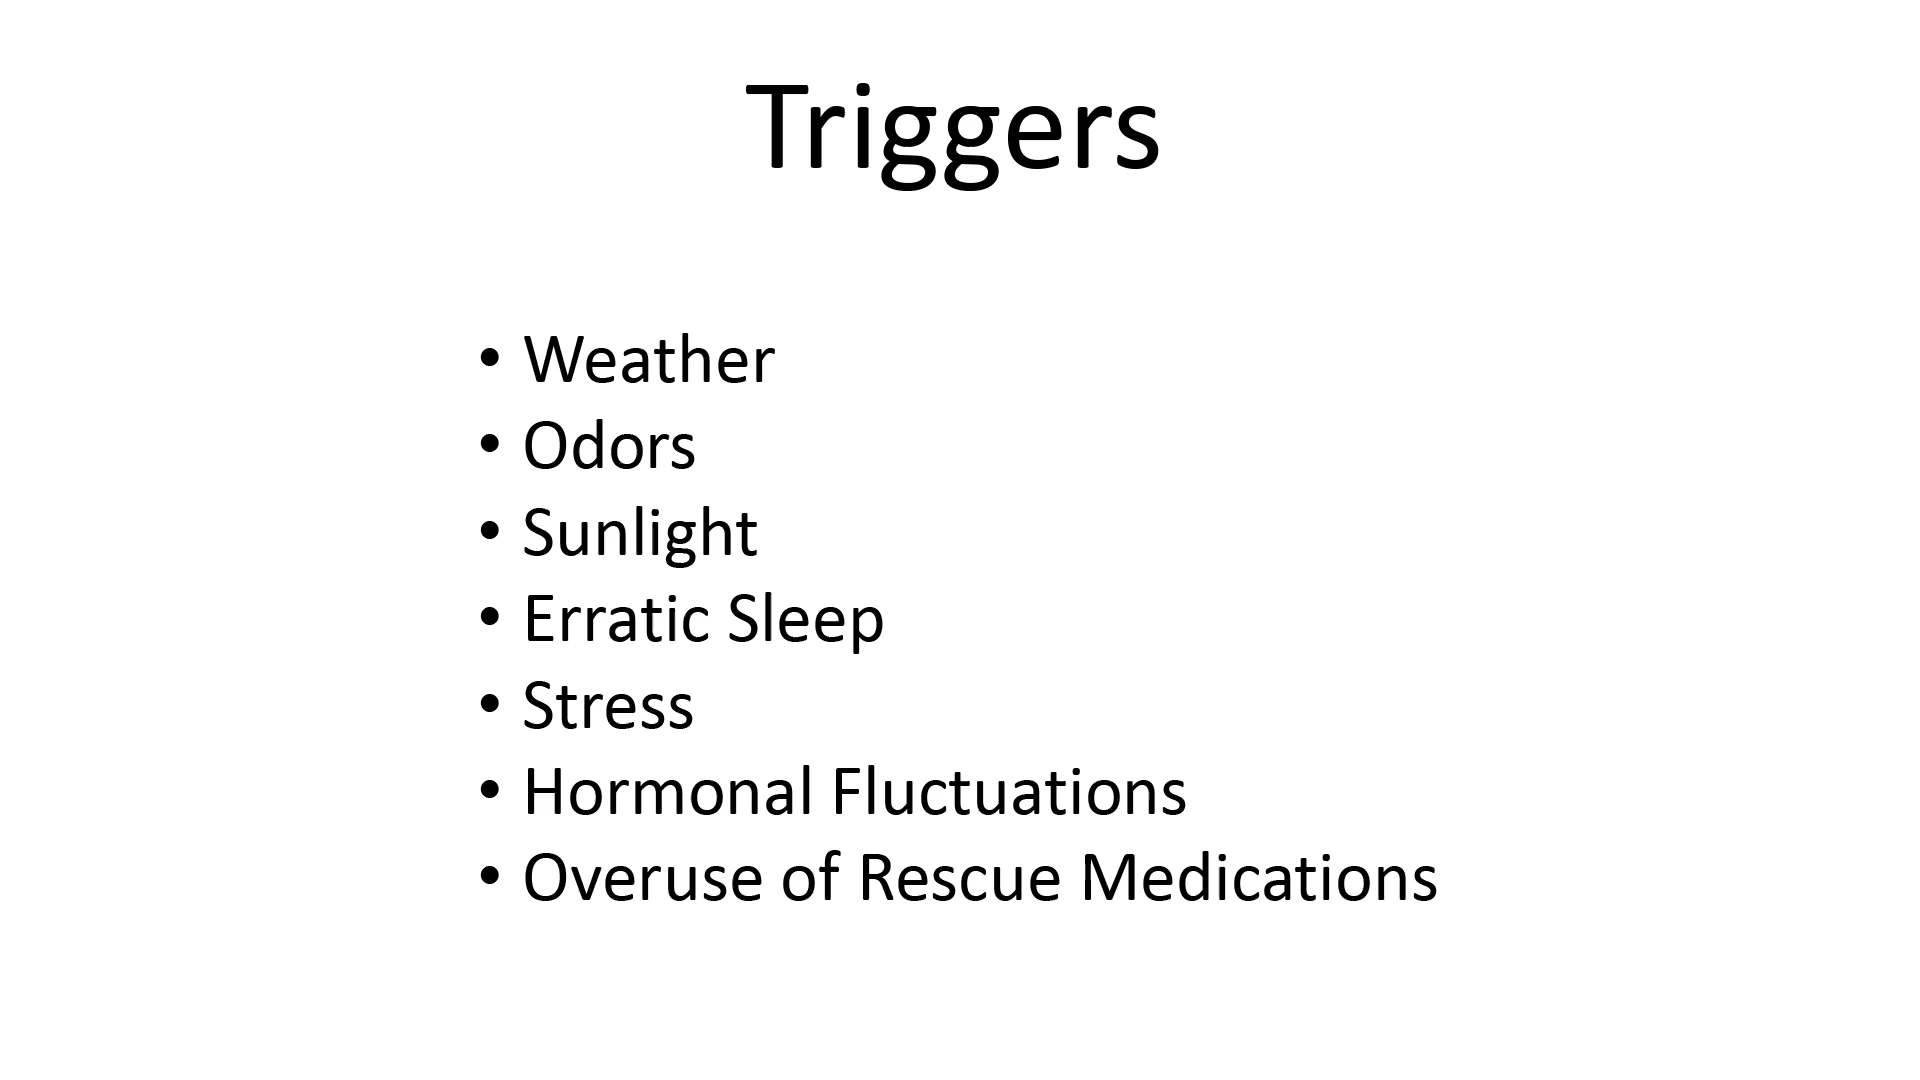 Triggers
• Weather
• Odors
• Sunlight
• Erratic Sleep
• Stress
• Hormonal Fluctuations
• Overuse of Rescue Medications